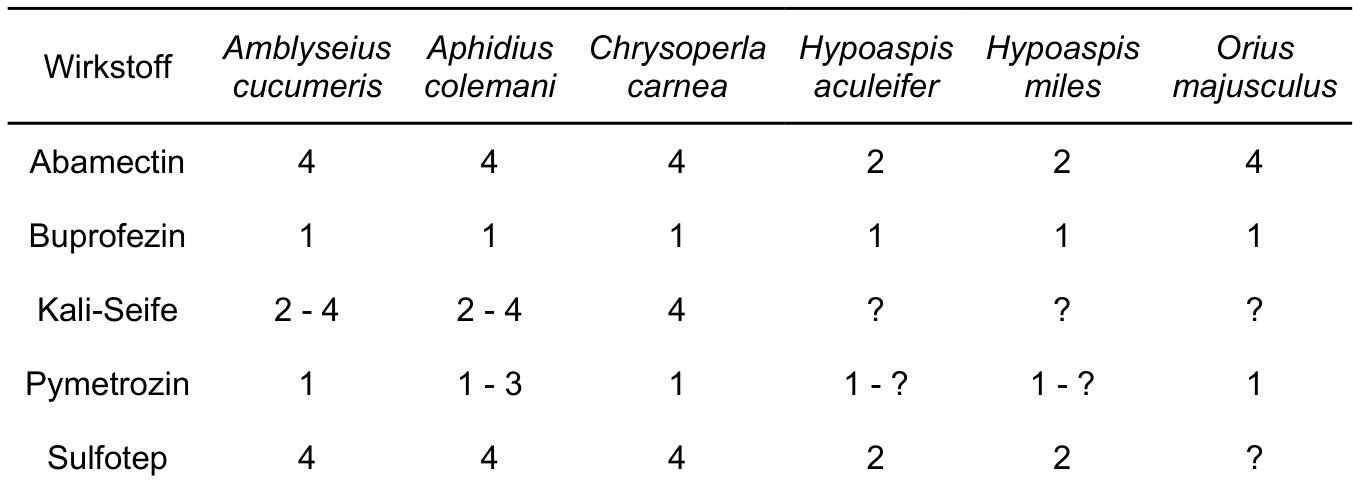 Wirkstoff Amblyseius cucumeris Aphidius colemani Chrysoperla carnea Hypoaspis aculeifer Hypoaspis miles Orius majusculus
Abamectin 4 4 4 2 2 4
Buprofezin 1 1 1 1 1 1
Kali-Seife 2 - 4 2 - 4 4 ? ? ?
Pymetrozin 1 1 - 3 1 1 - ? 1 - ? 1
Sulfotep 4 4 4 2 2 ?